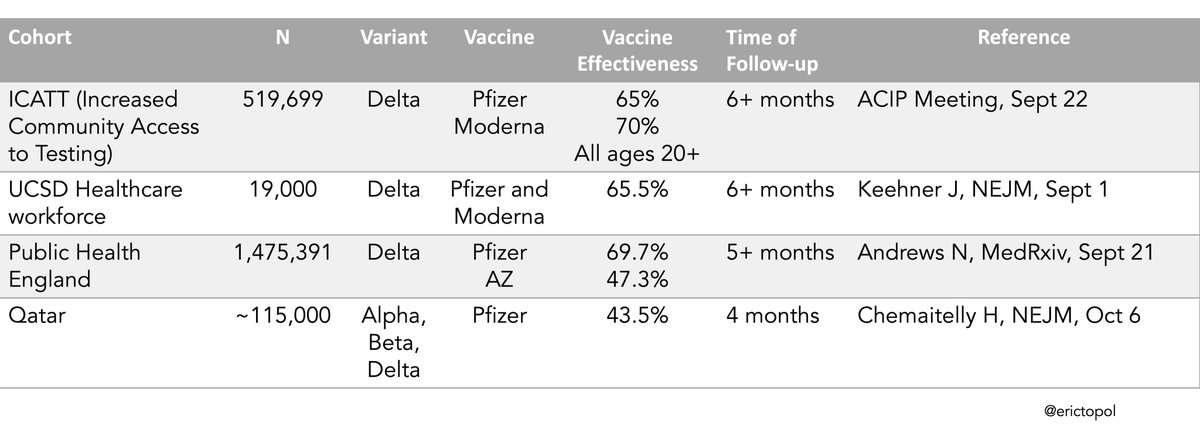 Cohort N Variant Vaccine Vaccine Effectiveness Time of Follow-up Reference
ICATT (Increased Community Access to Testing) 519,699 Delta Pfizer Moderna 65% 70% All ages 20+ 6+ months ACIP Meeting, Sept 22
UCSD Healthcare workforce 19,000 Delta Pfizer and Moderna 65.5% 6+ months Keehner J, NEJM, Sept 1
Public Health England 1,475,391 Delta Pfizer AZ 69.7% 47.3% 5+ months Andrews N, MedRxiv, Sept 21
Qatar ~115,000 Alpha, Beta, Delta Pfizer 43.5% 4 months Chemaitelly H, NEJM, Oct 6
@erictopol